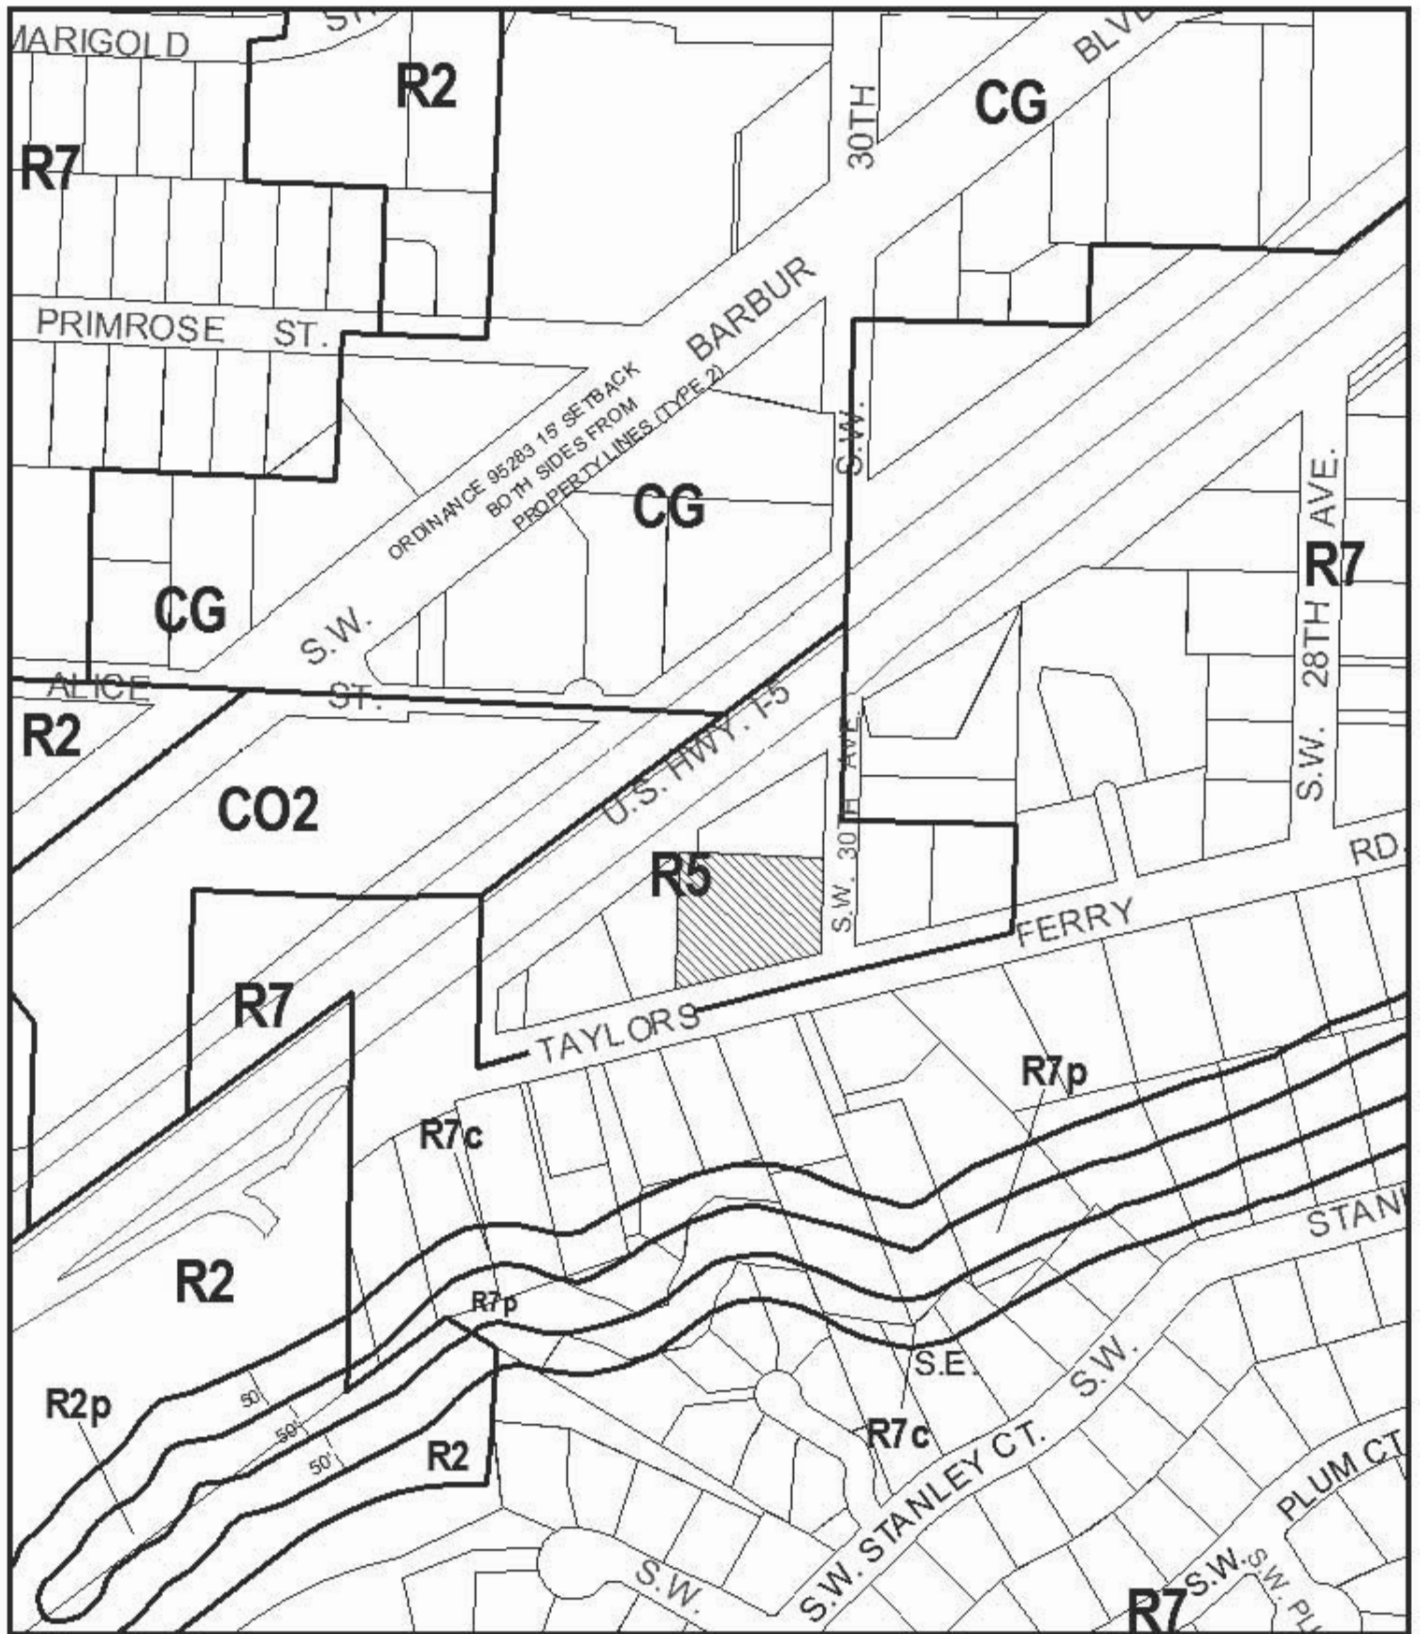 MARIGOLD ST.
R2
BLVD
CG
30TH
R7
PRIMROSE ST.
BARBUR
ORDINANCE 95283 15' SETBACK
BOTH SIDES FROM
PROPERTY LINES (TYPE 2)
S.W.
CG
AVE.
R7
CG
S.W.
28TH
S.W.
ALICE ST.
R2
U.S. HWY. I-5
CO2
S.W. 30TH AVE
R5
RD.
FERRY
TAYLORS
R7
R7p
R7c
STAN
R2
R7p
S.E.
S.W.
50'
R2p
50'
50'
R2
R7c
S.W. STANLEY CT.
PLUM CT
S.W.
S.W.
S.W. PL
R7